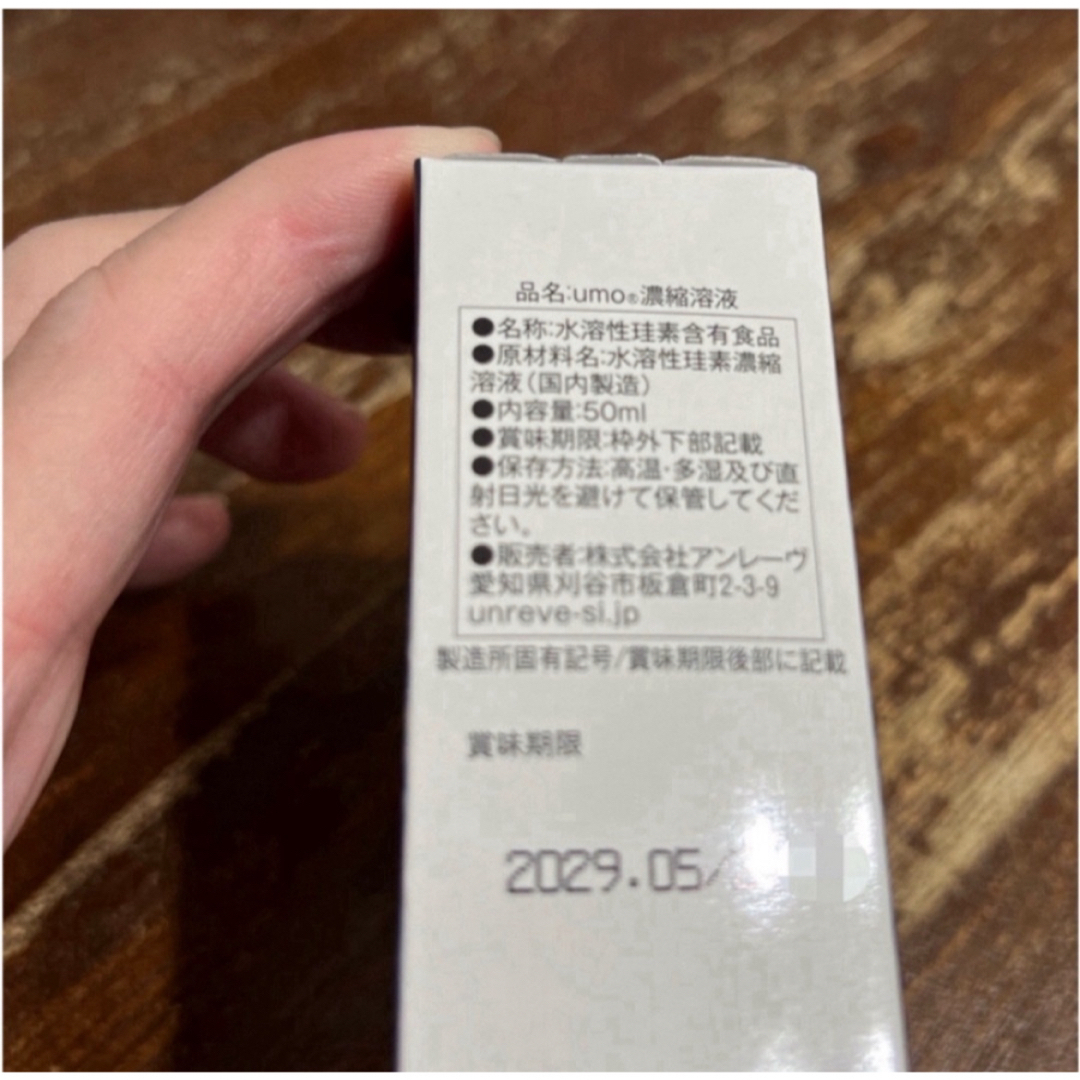 品名:umo®濃縮溶液
●名称:水溶性珪素含有食品
●原材料名:水溶性珪素濃縮
溶液(国内製造)
●内容量:50ml
●賞味期限:枠外下部記載
●保存方法:高温・多湿及び直
射日光を避けて保管してくだ
さい。
●販売者:株式会社アンレーヴ
愛知県刈谷市板倉町2-3-9
unreve-si.jp
製造所固有記号/賞味期限後部に記載
賞味期限
2029.05/